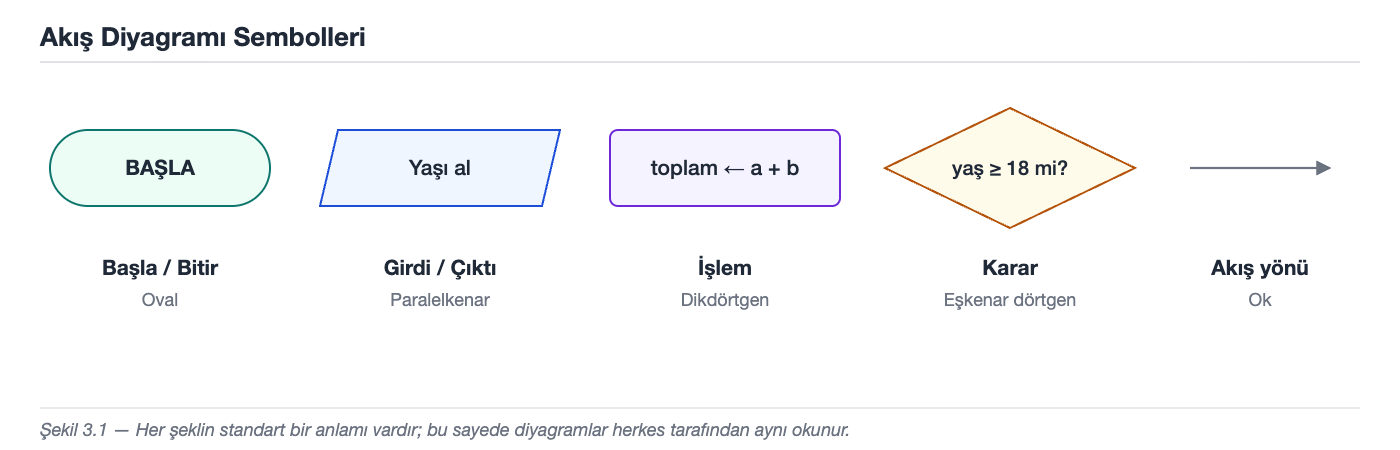 Akış Diyagramı Sembolleri
BAŞLA
Yaşı al
toplam ← a + b
yaş ≥ 18 mi?
Başla / Bitir
Girdi / Çıktı
İşlem
Karar
Akış yönü
Oval
Paralelkenar
Dikdörtgen
Eşkenar dörtgen
Ok
Şekil 3.1 — Her şeklin standart bir anlamı vardır; bu sayede diyagramlar herkes tarafından aynı okunur.